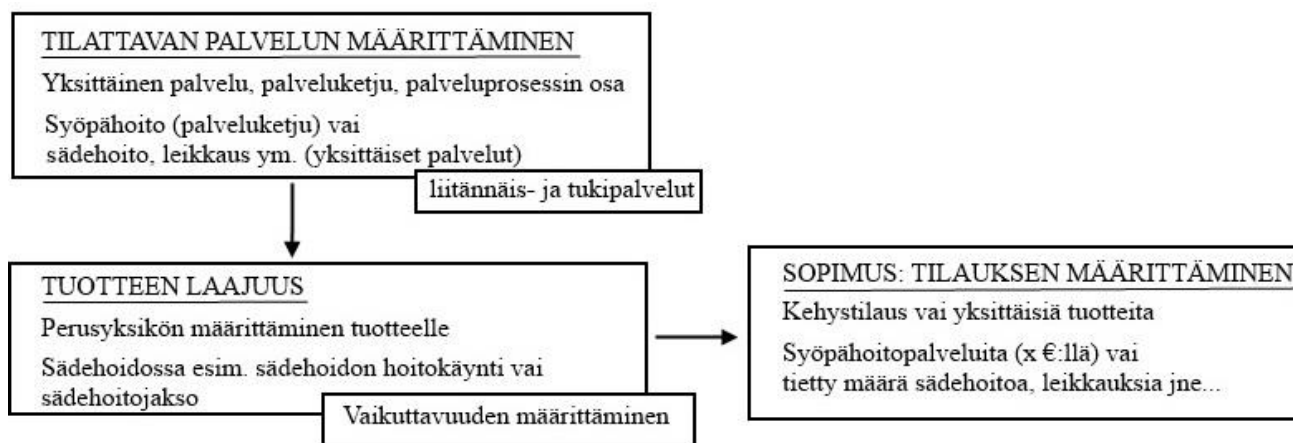 TILATTAVAN PALVELUN MÄÄRITTÄMINEN
Yksittäinen palvelu, palveluketju, palveluprosessin osa
Syöpähoito (palveluketju) vai
sädehoito, leikkaus ym. (yksittäiset palvelut)
liitännäis- ja tukipalvelut
TUOTTEEN LAAJUUS
Perusyksikön määrittäminen tuotteelle
Sädehoidossa esim. sädehoidon hoitokäynti vai
sädehoitojakso
Vaikuttavuuden määrittäminen
SOPIMUS: TILAUKSEN MÄÄRITTÄMINEN
Kehystilaus vai yksittäisiä tuotteita
Syöpähoitopalveluita (x €:llä) vai
tietty määrä sädehoitoa, leikkauksia jne...